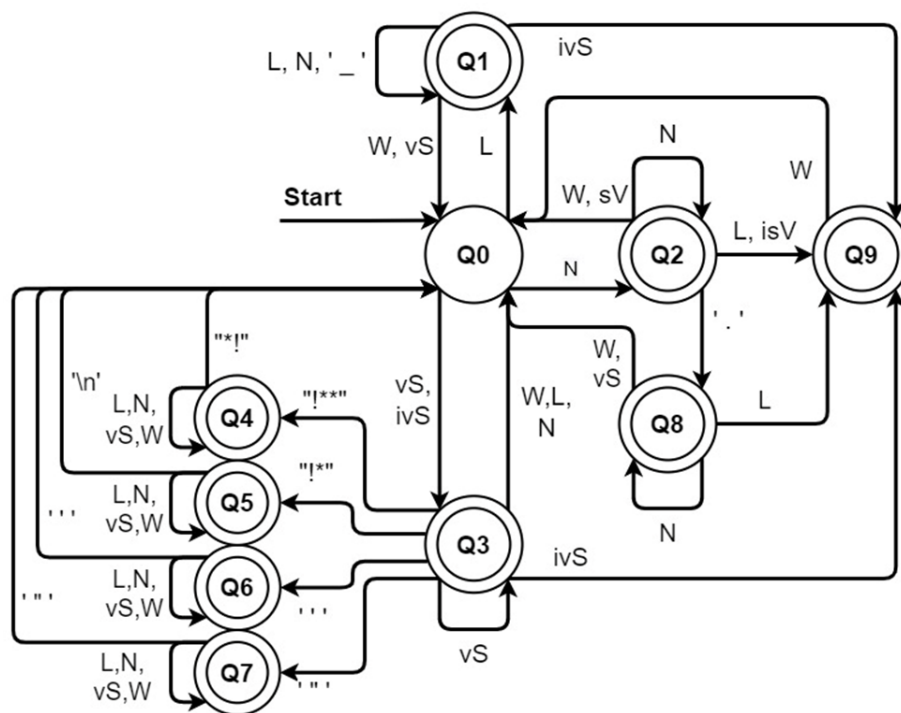 Q1
ivS
L, N, ' _ '
W, vS
L
N
W
Start
W, sV
L, isV
Q0
Q2
Q9
N
' . '
"*!"
'\n'
vS,
ivS
W,
vS
"!**"
L,N,
vS,W
Q4
W,L,
N
Q8
L
"!*"
L,N,
vS,W
Q5
' ' '
N
Q3
ivS
L,N,
vS,W
Q6
' " '
' ' '
vS
L,N,
vS,W
Q7
' " '